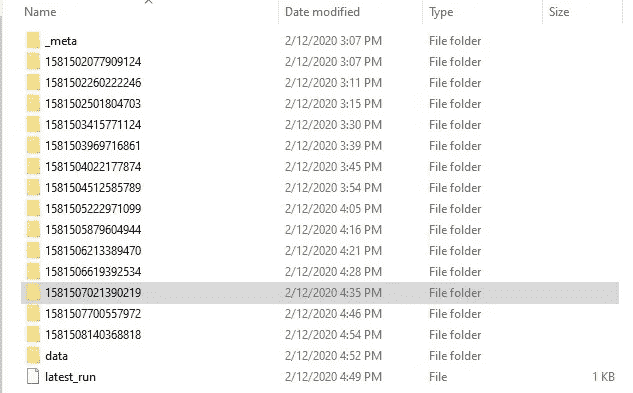 Name Date modified Type Size
_meta 2/12/2020 3:07 PM File folder
1581502077909124 2/12/2020 3:07 PM File folder
1581502260222246 2/12/2020 3:11 PM File folder
1581502501804703 2/12/2020 3:15 PM File folder
1581503415771124 2/12/2020 3:30 PM File folder
1581503969716861 2/12/2020 3:39 PM File folder
1581504022177874 2/12/2020 3:45 PM File folder
1581504512585789 2/12/2020 3:54 PM File folder
1581505222971099 2/12/2020 4:05 PM File folder
1581505879604944 2/12/2020 4:16 PM File folder
1581506213389470 2/12/2020 4:21 PM File folder
1581506619392534 2/12/2020 4:28 PM File folder
1581507021390219 2/12/2020 4:35 PM File folder
1581507700557972 2/12/2020 4:46 PM File folder
1581508140368818 2/12/2020 4:54 PM File folder
data 2/12/2020 4:52 PM File folder
latest_run 2/12/2020 4:49 PM File 1 KB